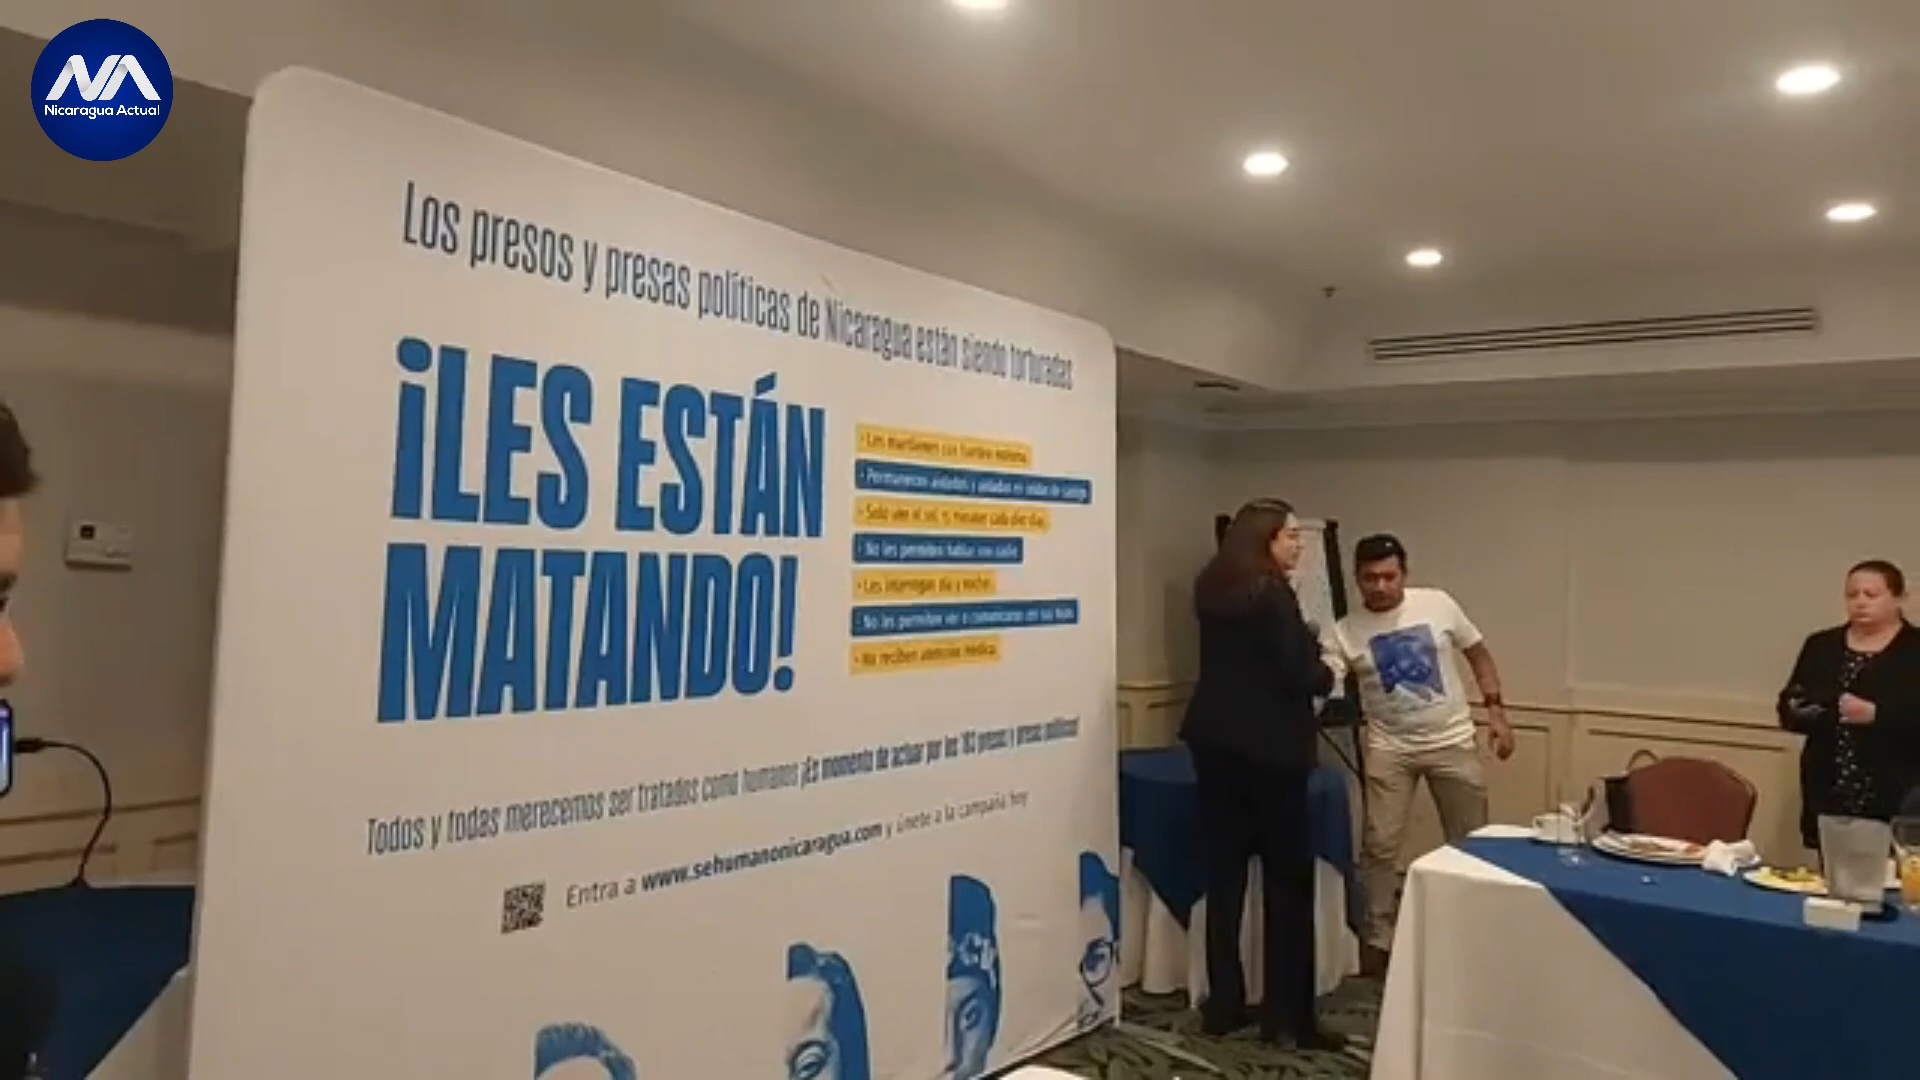 NA
Nicaragua Actual
Los presos y presas políticas de Nicaragua están siendo torturadas
¡LES ESTÁN
MATANDO!
· Les mantienen con hambre extrema
· Permanecen aislados y aisladas en celdas de castigo
· Solo ven el sol 15 minutos cada diez días
· No les permiten hablar con nadie
· Les interrogan día y noche
· No les permiten ver o comunicarse con sus hijos
· No reciben atención médica
Todos y todas merecemos ser tratados como humanos ¡Es momento de actuar por los 183 presos y presas políticas!
Entra a www.sehumanonicaragua.com y únete a la campaña hoy